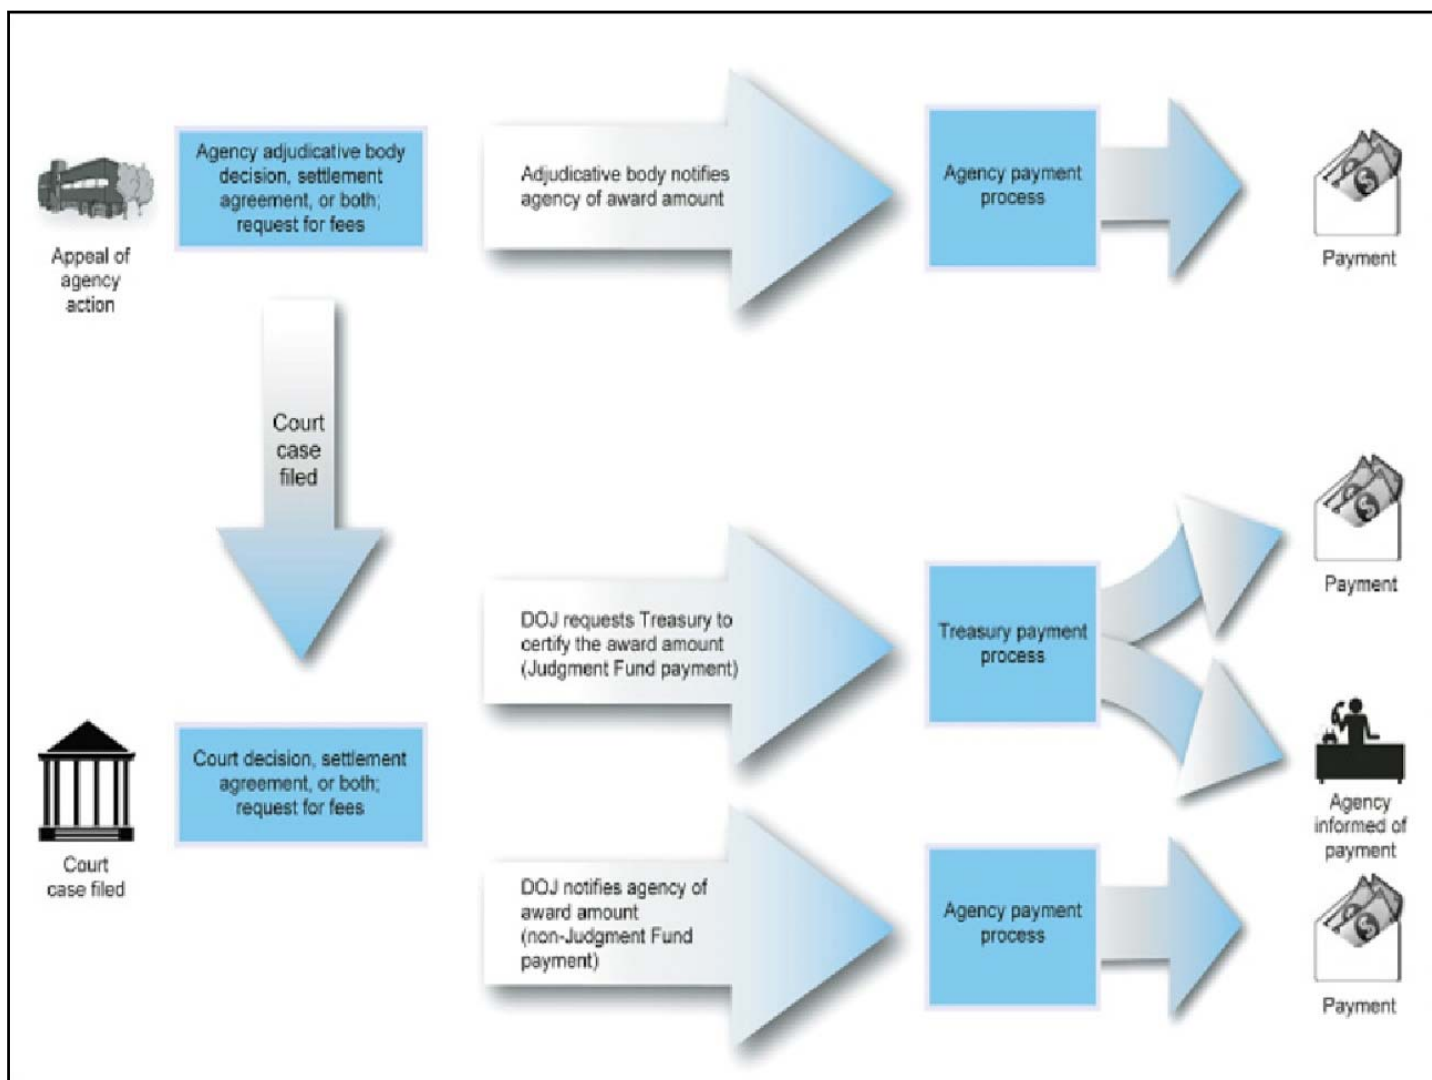 Appeal of
agency
action
Agency adjudicative body
decision, settlement
agreement, or both;
request for fees
Adjudicative body notifies
agency of award amount
Agency payment
process
Payment
Court
case
filed
Court
case filed
Court decision, settlement
agreement, or both;
request for fees
DOJ requests Treasury to
certify the award amount
(Judgment Fund payment)
Treasury payment
process
Payment
Agency
informed of
payment
DOJ notifies agency of
award amount
(non-Judgment Fund
payment)
Agency payment
process
Payment